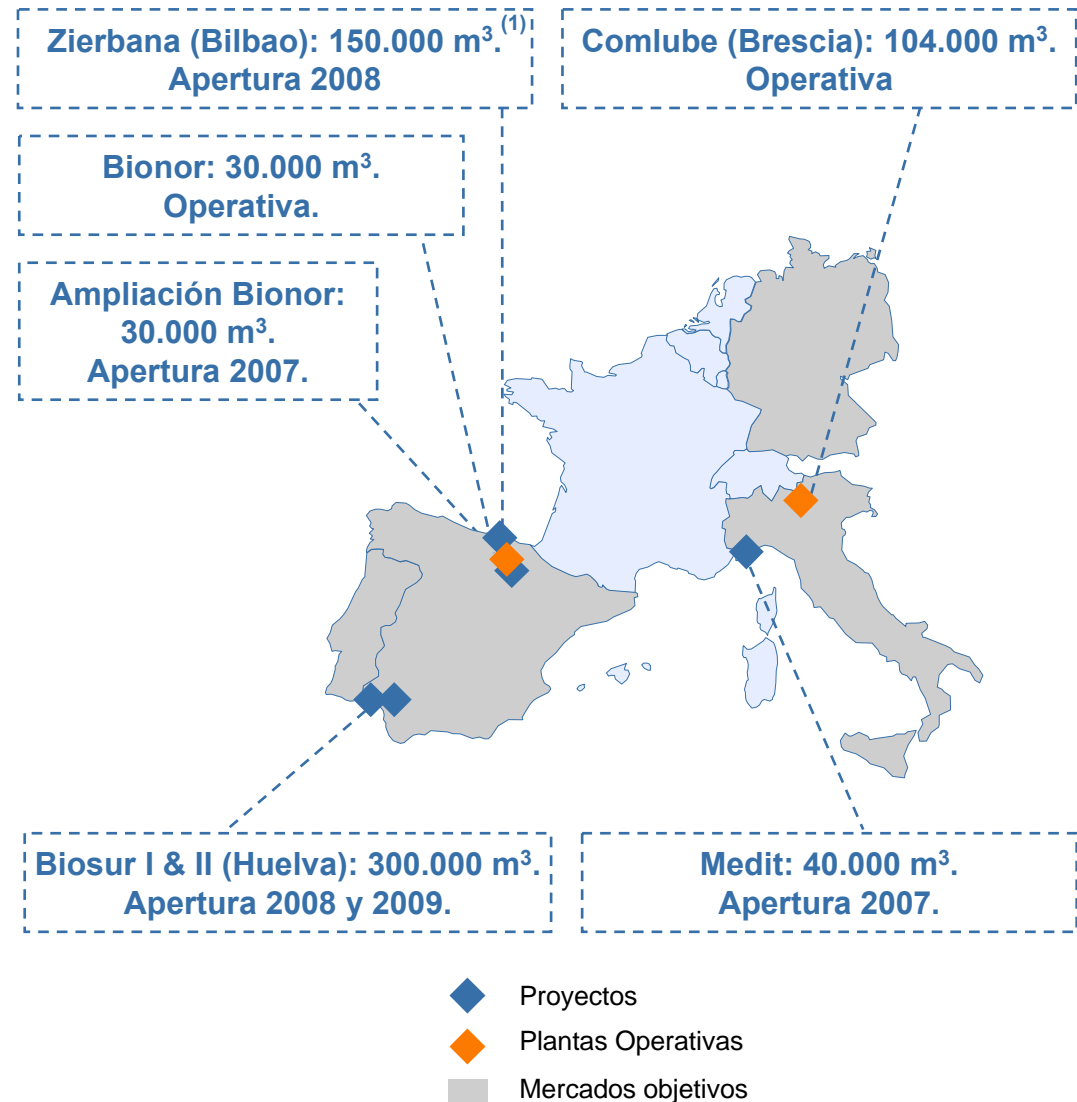 Zierbana (Bilbao): 150.000 m³.(1)
Apertura 2008
Comlube (Brescia): 104.000 m³.
Operativa
Bionor: 30.000 m³.
Operativa.
Ampliación Bionor:
30.000 m³.
Apertura 2007.
Biosur I & II (Huelva): 300.000 m³.
Apertura 2008 y 2009.
Medit: 40.000 m³.
Apertura 2007.
Proyectos
Plantas Operativas
Mercados objetivos